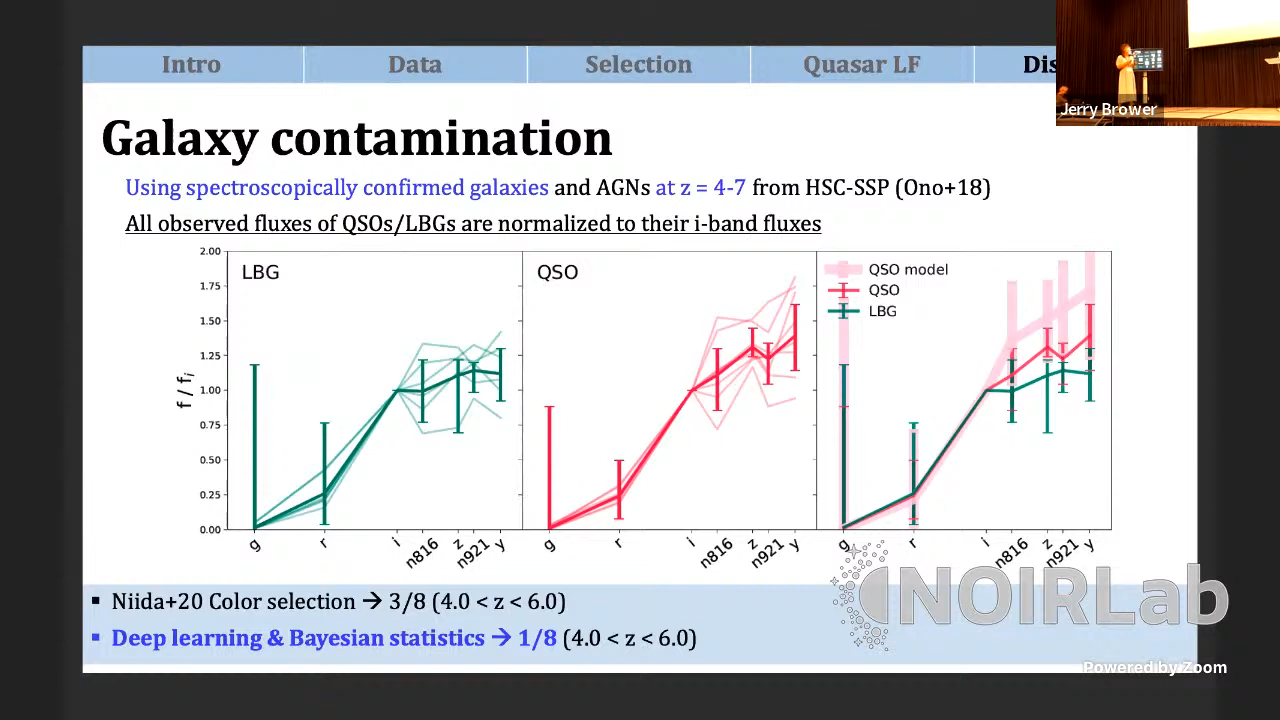 Intro Data Selection Quasar LF Dis
Jerry Brower
Galaxy contamination
Using spectroscopically confirmed galaxies and AGNs at z = 4-7 from HSC-SSP (Ono+18)
All observed fluxes of QSOs/LBGs are normalized to their i-band fluxes
LBG
QSO
QSO model
QSO
LBG
f / fi
2.00
1.75
1.50
1.25
1.00
0.75
0.50
0.25
0.00
g r i n816 z n921 y
g r i n816 z n921 y
g r i n816 z n921 y
▪ Niida+20 Color selection → 3/8 (4.0 < z < 6.0)
▪ Deep learning & Bayesian statistics → 1/8 (4.0 < z < 6.0)
NOIRLab
Powered by Zoom